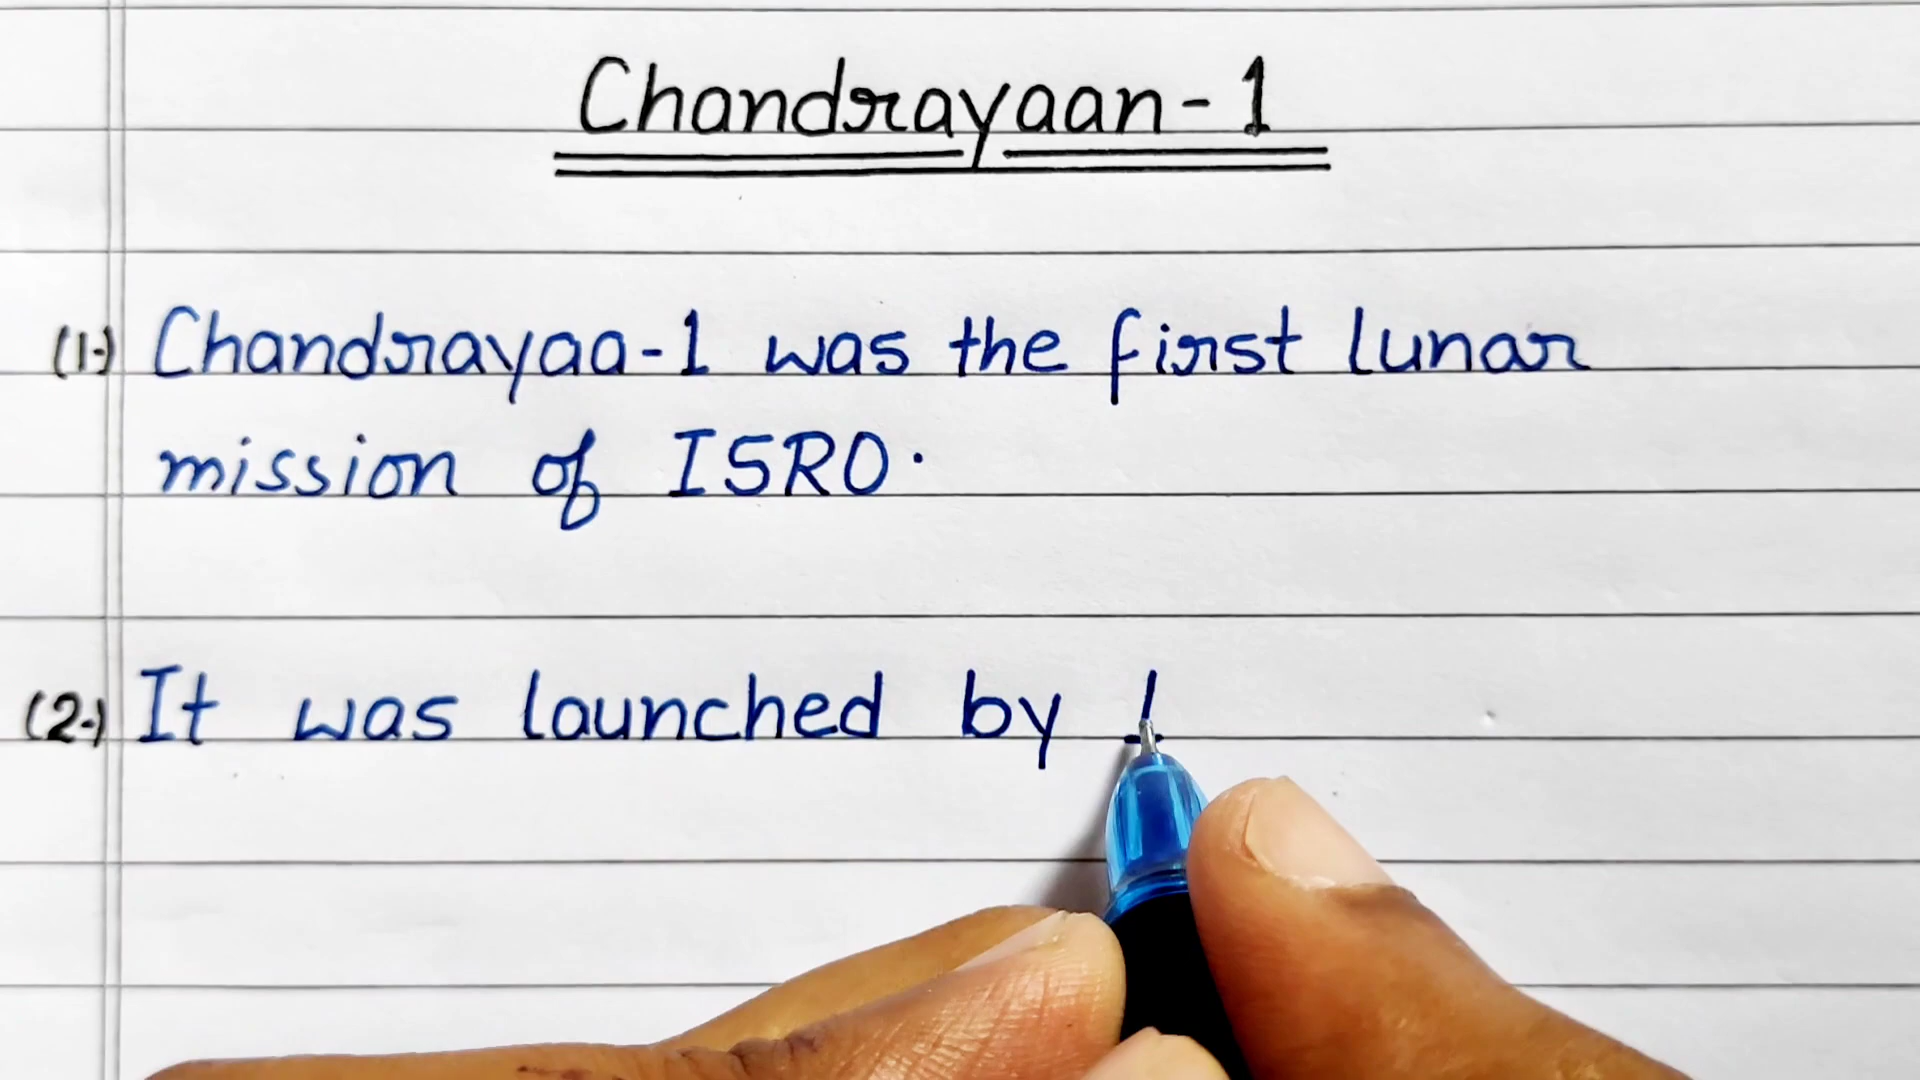 Chandrayaan-1
(1.) Chandrayaa-1 was the first lunar
mission of ISRO.
(2.) It was launched by